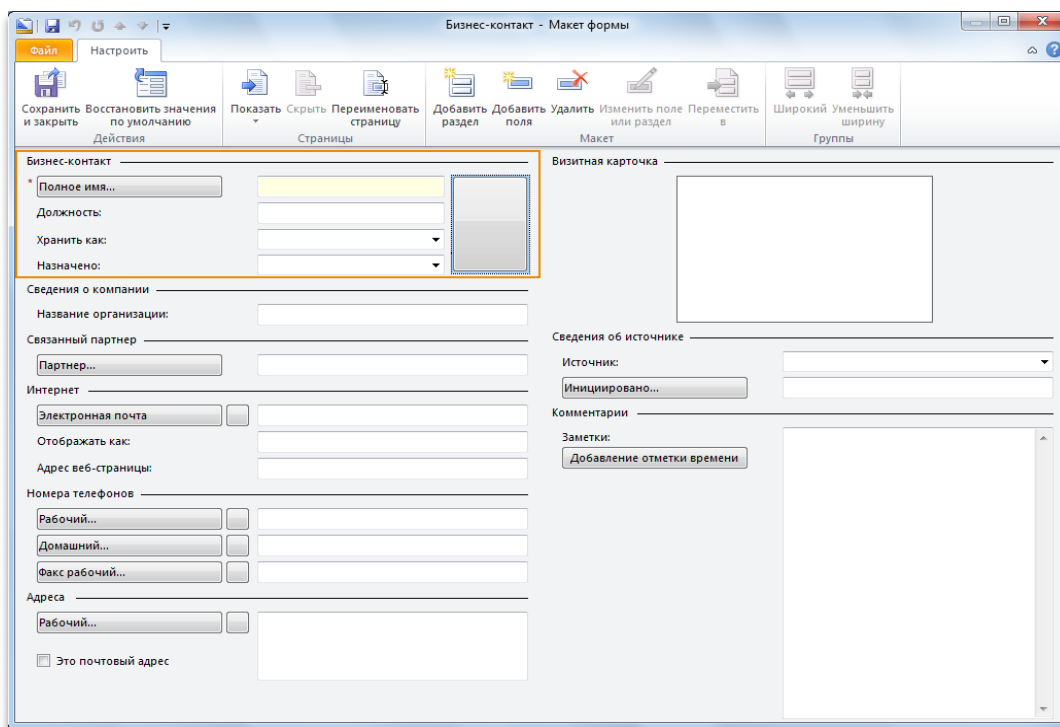 Бизнес-контакт - Макет формы
Файл
Настроить
Сохранить и закрыть
Восстановить значения по умолчанию
Действия
Показать
Скрыть
Переименовать страницу
Страницы
Добавить раздел
Добавить поля
Удалить
Изменить поле или раздел
Переместить в
Макет
Широкий
Уменьшить ширину
Группы
Бизнес-контакт
* Полное имя...
Должность:
Хранить как:
Назначено:
Сведения о компании
Название организации:
Связанный партнер
Партнер...
Интернет
Электронная почта
Отображать как:
Адрес веб-страницы:
Номера телефонов
Рабочий...
Домашний...
Факс рабочий...
Адреса
Рабочий...
Это почтовый адрес
Визитная карточка
Сведения об источнике
Источник:
Инициировано...
Комментарии
Заметки:
Добавление отметки времени